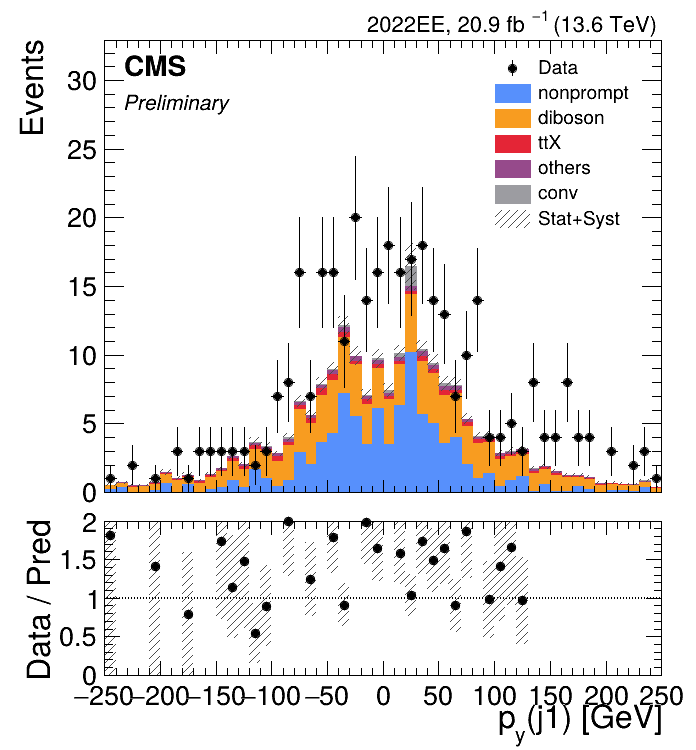 2022EE, 20.9 fb⁻¹ (13.6 TeV)
CMS
Preliminary
Events
Data
nonprompt
diboson
ttX
others
conv
Stat+Syst
30
25
20
15
10
5
0
Data / Pred
2
1.5
1
0.5
0
−250 −200 −150 −100 −50 0 50 100 150 200 250
p_y(j1) [GeV]